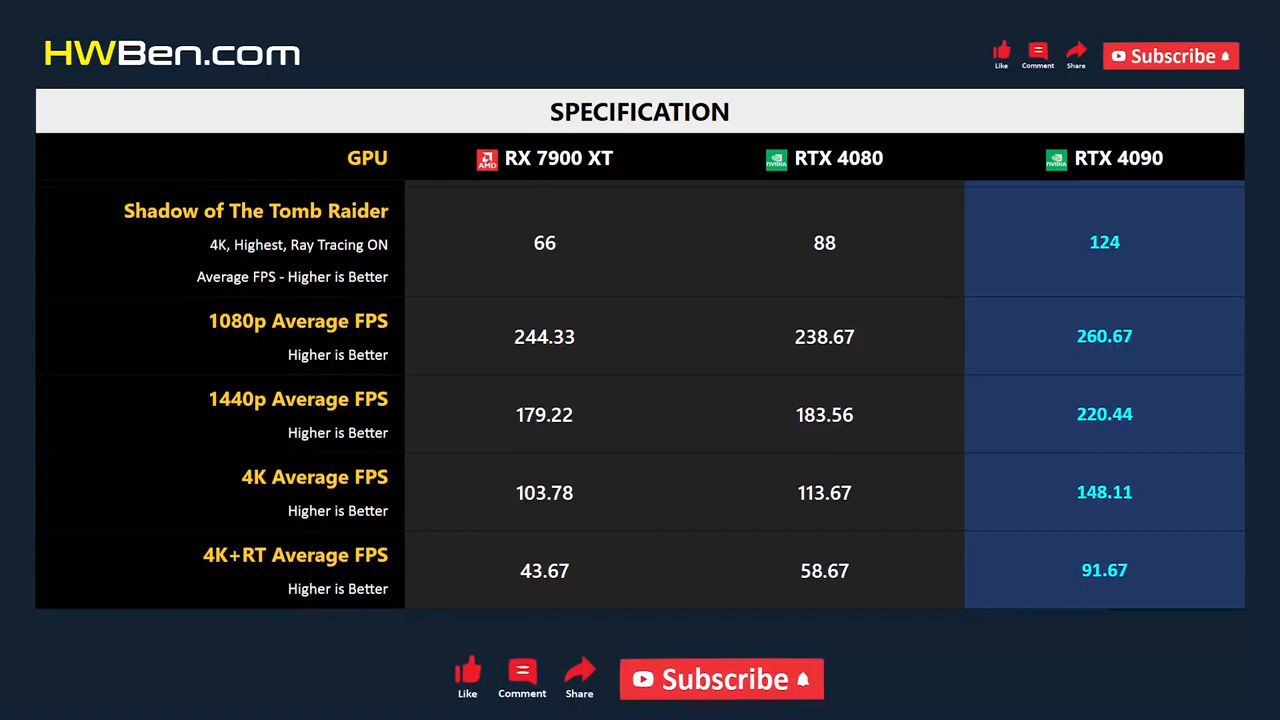 HWBen.com
Like Comment Share Subscribe
SPECIFICATION
GPU AMD RX 7900 XT NVIDIA RTX 4080 NVIDIA RTX 4090
Shadow of The Tomb Raider
4K, Highest, Ray Tracing ON 66 88 124
Average FPS - Higher is Better
1080p Average FPS 244.33 238.67 260.67
Higher is Better
1440p Average FPS 179.22 183.56 220.44
Higher is Better
4K Average FPS 103.78 113.67 148.11
Higher is Better
4K+RT Average FPS 43.67 58.67 91.67
Higher is Better
Like Comment Share Subscribe